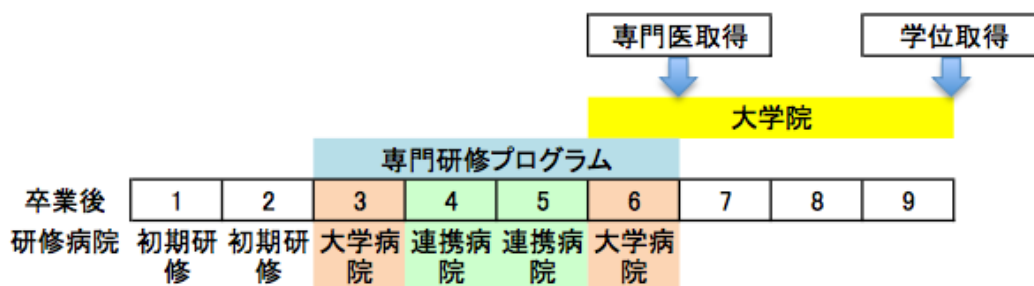 専門医取得 学位取得
大学院
専門研修プログラム
卒業後 1 2 3 4 5 6 7 8 9
研修病院 初期研修 初期研修 大学病院 連携病院 連携病院 大学病院